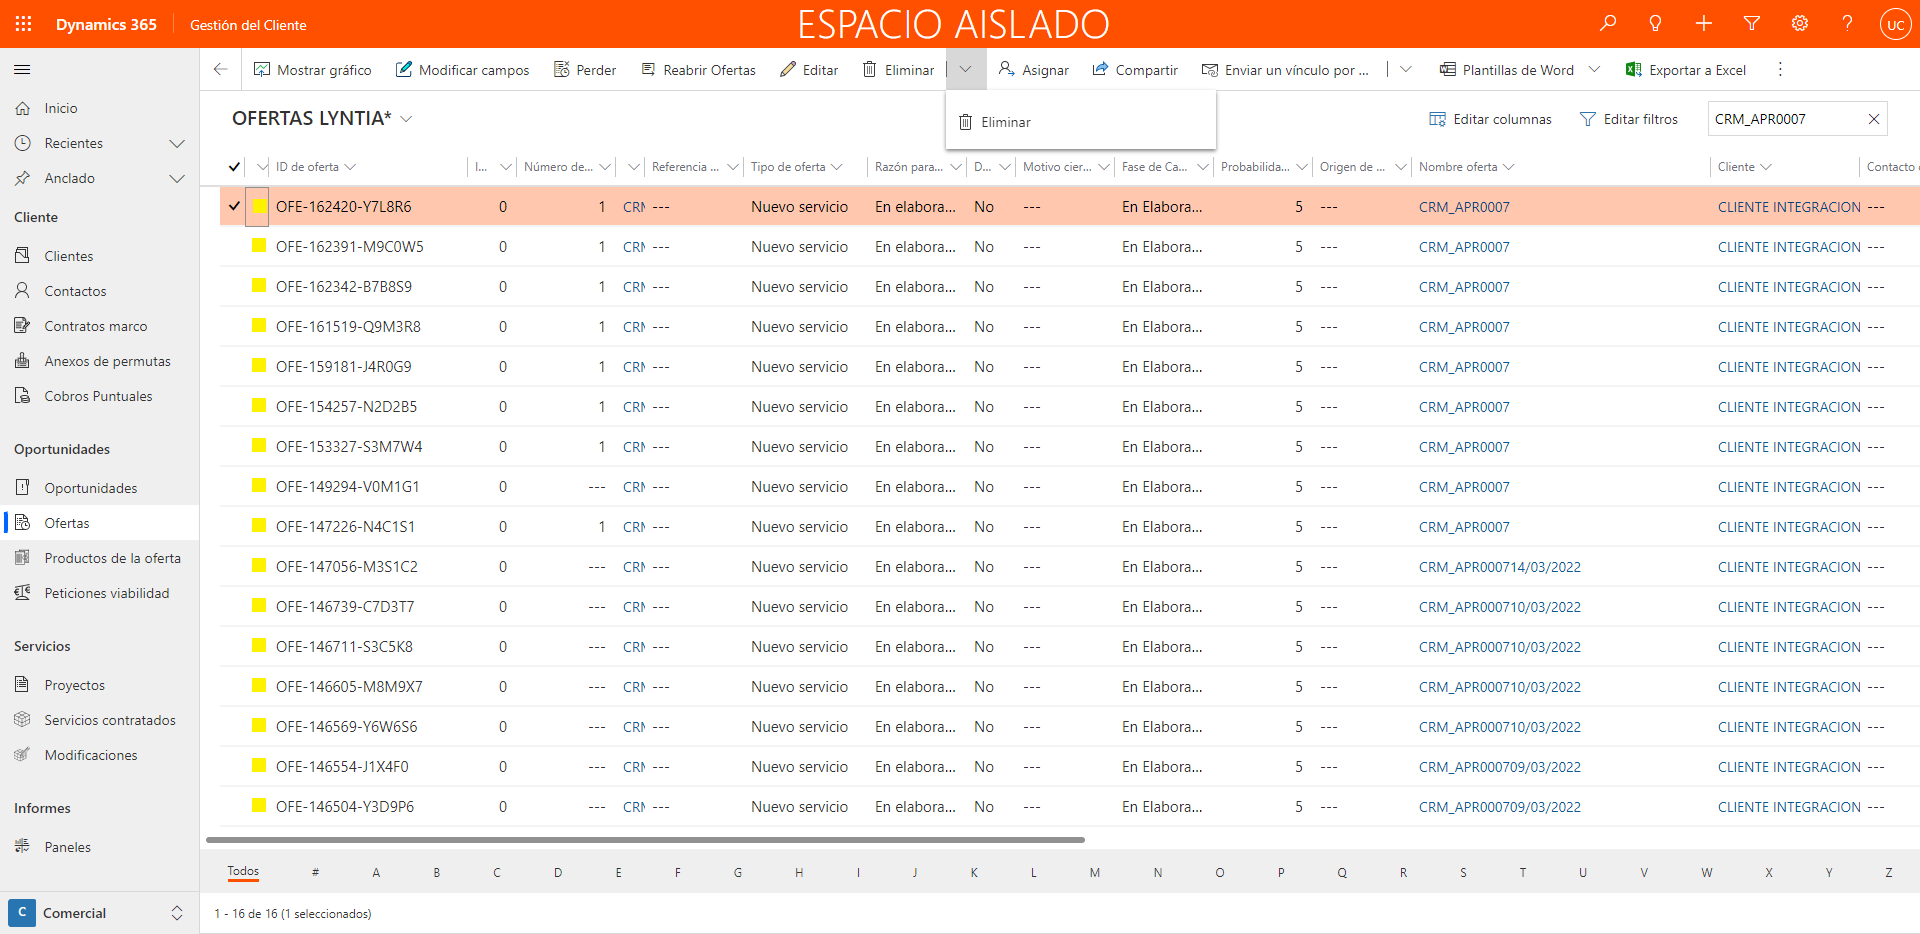 Dynamics 365 Gestión del Cliente ESPACIO AISLADO UC
Mostrar gráfico Modificar campos Perder Reabrir Ofertas Editar Eliminar Asignar Compartir Enviar un vínculo por ... Plantillas de Word Exportar a Excel
Eliminar
Inicio
Recientes
Anclado
Cliente
Clientes
Contactos
Contratos marco
Anexos de permutas
Cobros Puntuales
Oportunidades
Oportunidades
Ofertas
Productos de la oferta
Peticiones viabilidad
Servicios
Proyectos
Servicios contratados
Modificaciones
Informes
Paneles
C Comercial
OFERTAS LYNTIA* Editar columnas Editar filtros CRM_APR0007
ID de oferta I... Número de... Referencia ... Tipo de oferta Razón para... D... Motivo cier... Fase de Ca... Probabilida... Origen de ... Nombre oferta Cliente Contacto
OFE-162420-Y7L8R6 0 1 CRM --- Nuevo servicio En elabora... No --- En Elabora... 5 --- CRM_APR0007 CLIENTE INTEGRACION ---
OFE-162391-M9C0W5 0 1 CRM --- Nuevo servicio En elabora... No --- En Elabora... 5 --- CRM_APR0007 CLIENTE INTEGRACION ---
OFE-162342-B7B8S9 0 1 CRM --- Nuevo servicio En elabora... No --- En Elabora... 5 --- CRM_APR0007 CLIENTE INTEGRACION ---
OFE-161519-Q9M3R8 0 1 CRM --- Nuevo servicio En elabora... No --- En Elabora... 5 --- CRM_APR0007 CLIENTE INTEGRACION ---
OFE-159181-J4R0G9 0 1 CRM --- Nuevo servicio En elabora... No --- En Elabora... 5 --- CRM_APR0007 CLIENTE INTEGRACION ---
OFE-154257-N2D2B5 0 1 CRM --- Nuevo servicio En elabora... No --- En Elabora... 5 --- CRM_APR0007 CLIENTE INTEGRACION ---
OFE-153327-S3M7W4 0 1 CRM --- Nuevo servicio En elabora... No --- En Elabora... 5 --- CRM_APR0007 CLIENTE INTEGRACION ---
OFE-149294-V0M1G1 0 --- CRM --- Nuevo servicio En elabora... No --- En Elabora... 5 --- CRM_APR0007 CLIENTE INTEGRACION ---
OFE-147226-N4C1S1 0 1 CRM --- Nuevo servicio En elabora... No --- En Elabora... 5 --- CRM_APR0007 CLIENTE INTEGRACION ---
OFE-147056-M3S1C2 0 --- CRM --- Nuevo servicio En elabora... No --- En Elabora... 5 --- CRM_APR000714/03/2022 CLIENTE INTEGRACION ---
OFE-146739-C7D3T7 0 --- CRM --- Nuevo servicio En elabora... No --- En Elabora... 5 --- CRM_APR000710/03/2022 CLIENTE INTEGRACION ---
OFE-146711-S3C5K8 0 --- CRM --- Nuevo servicio En elabora... No --- En Elabora... 5 --- CRM_APR000710/03/2022 CLIENTE INTEGRACION ---
OFE-146605-M8M9X7 0 --- CRM --- Nuevo servicio En elabora... No --- En Elabora... 5 --- CRM_APR000710/03/2022 CLIENTE INTEGRACION ---
OFE-146569-Y6W6S6 0 --- CRM --- Nuevo servicio En elabora... No --- En Elabora... 5 --- CRM_APR000710/03/2022 CLIENTE INTEGRACION ---
OFE-146554-J1X4F0 0 --- CRM --- Nuevo servicio En elabora... No --- En Elabora... 5 --- CRM_APR000709/03/2022 CLIENTE INTEGRACION ---
OFE-146504-Y3D9P6 0 --- CRM --- Nuevo servicio En elabora... No --- En Elabora... 5 --- CRM_APR000709/03/2022 CLIENTE INTEGRACION ---
Todos # A B C D E F G H I J K L M N O P Q R S T U V W X Y Z
1 - 16 de 16 (1 seleccionados)